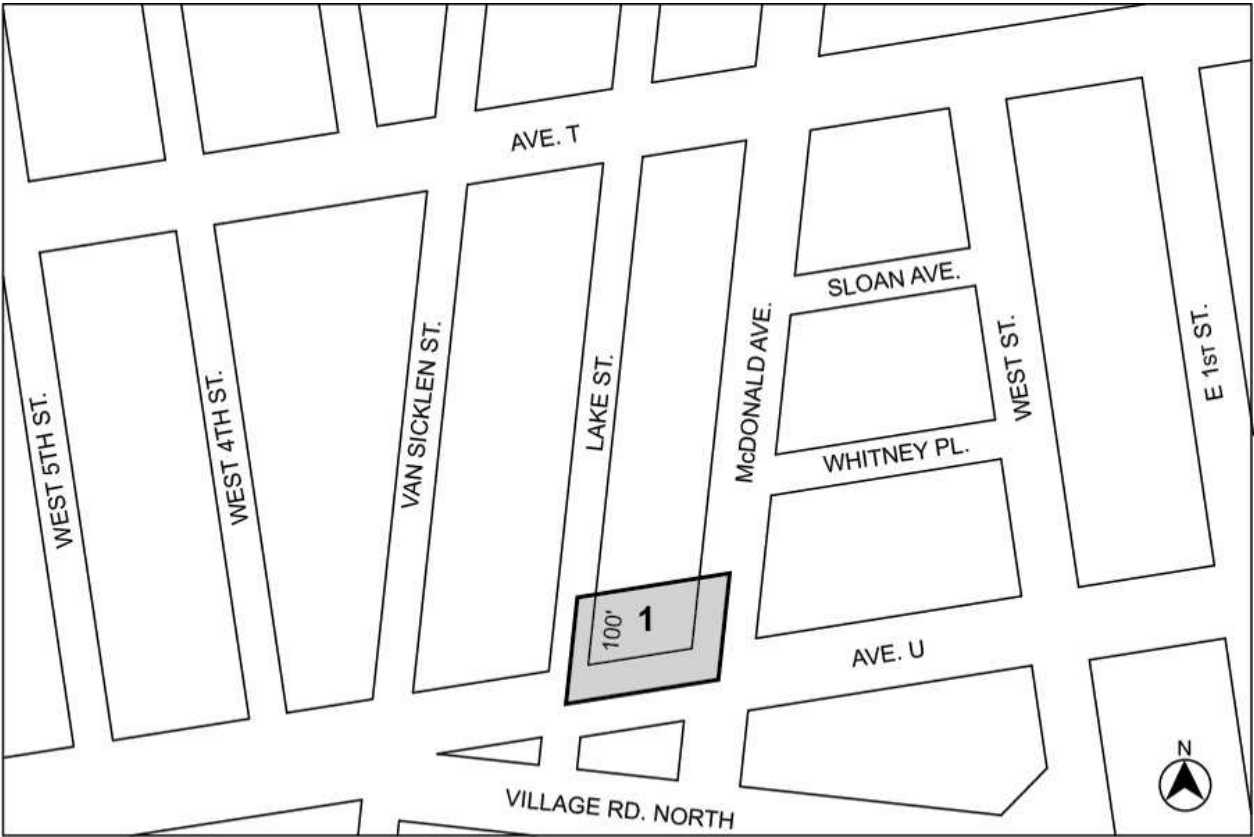 AVE. T
SLOAN AVE.
McDONALD AVE.
E 1ST ST.
WEST ST.
LAKE ST.
VAN SICKLEN ST.
WEST 4TH ST.
WEST 5TH ST.
WHITNEY PL.
100'
1
AVE. U
N
VILLAGE RD. NORTH